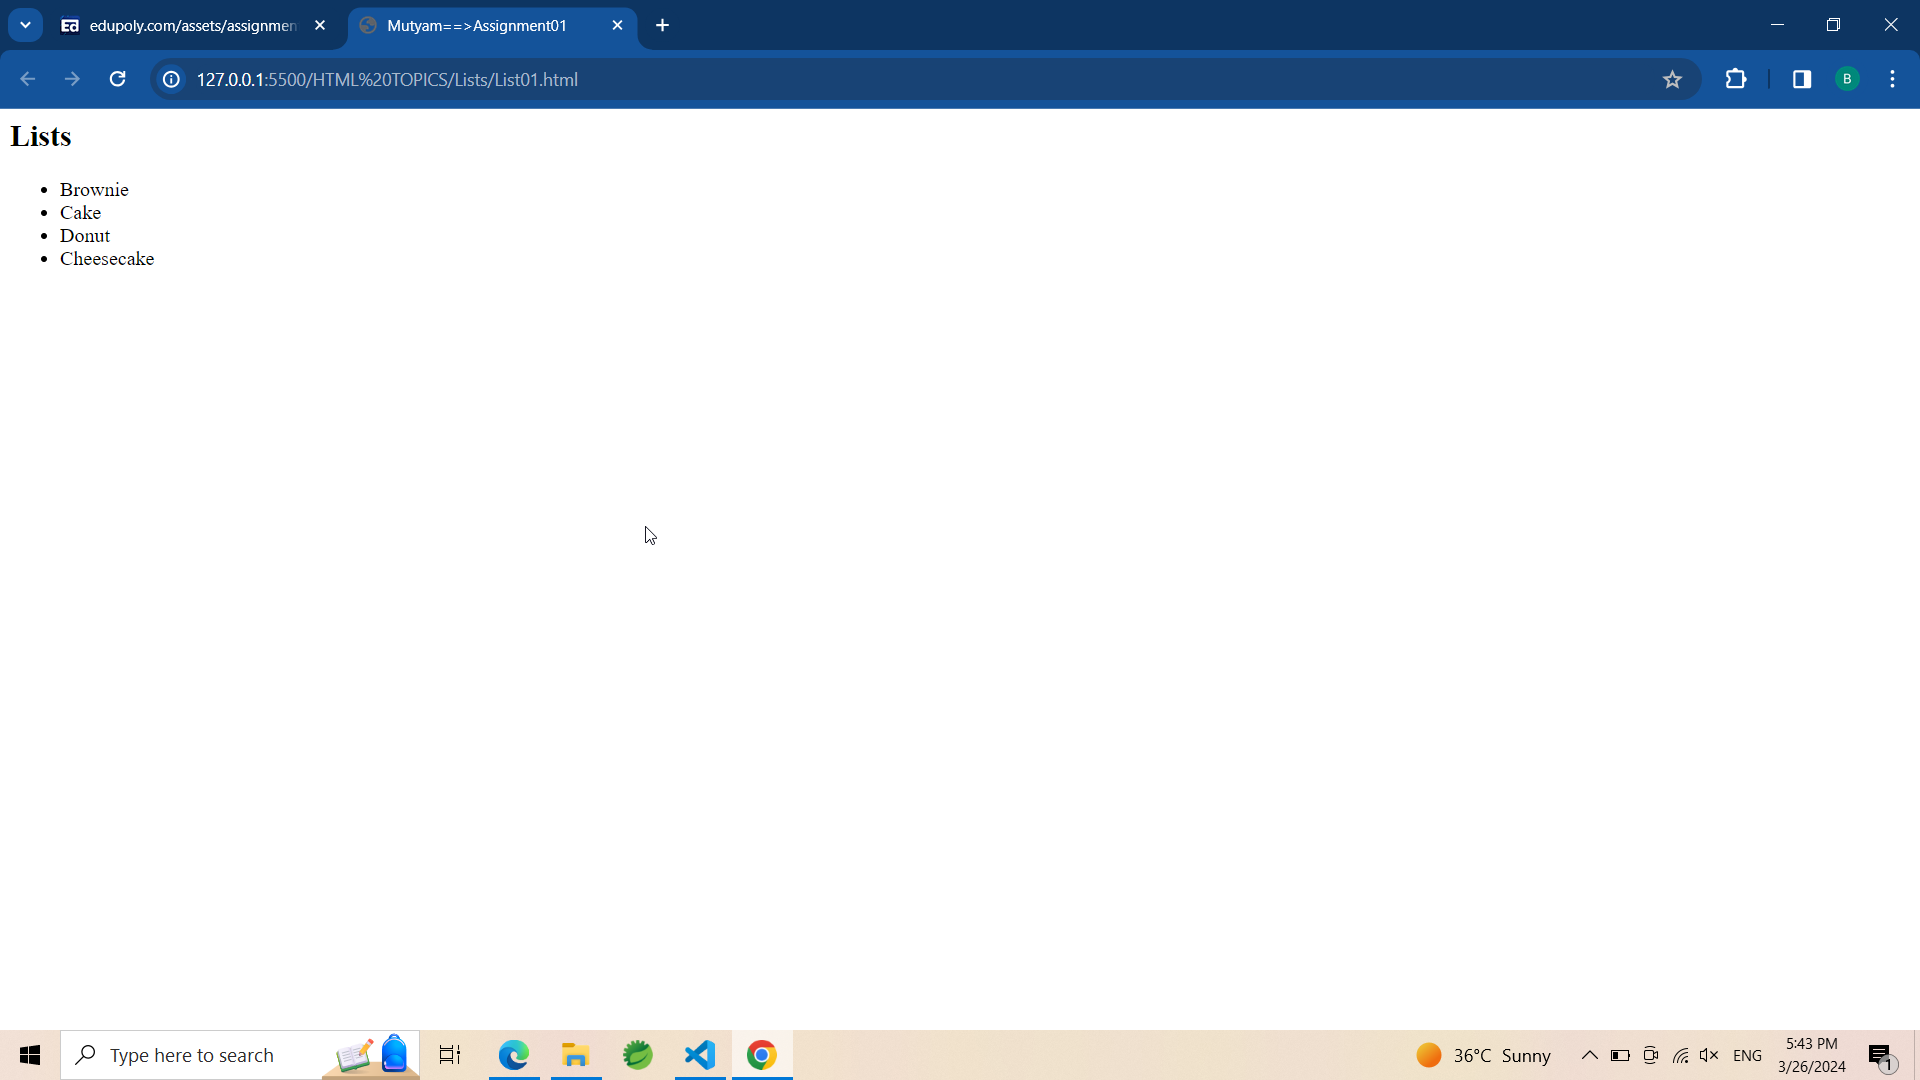 Ed edupoly.com/assets/assignmen
Mutyam==>Assignment01
127.0.0.1:5500/HTML%20TOPICS/Lists/List01.html
B
Lists
Brownie
Cake
Donut
Cheesecake
Type here to search
36°C Sunny
ENG
5:43 PM
3/26/2024
1